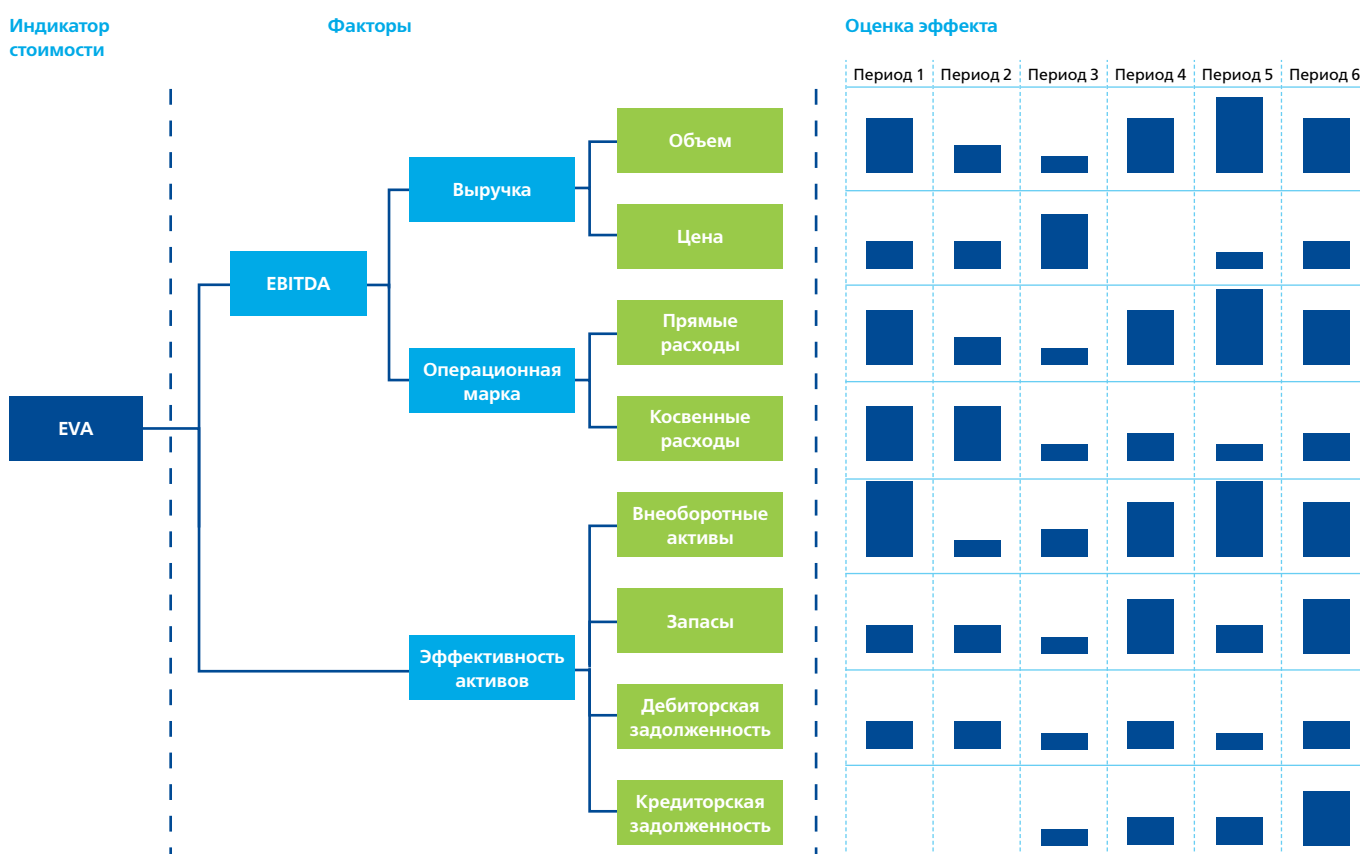 Индикатор
стоимости
Факторы
Оценка эффекта
Период 1
Период 2
Период 3
Период 4
Период 5
Период 6
Объем
Выручка
Цена
EBITDA
Прямые
расходы
Операционная
марка
Косвенные
расходы
EVA
Внеоборотные
активы
Запасы
Эффективность
активов
Дебиторская
задолженность
Кредиторская
задолженность